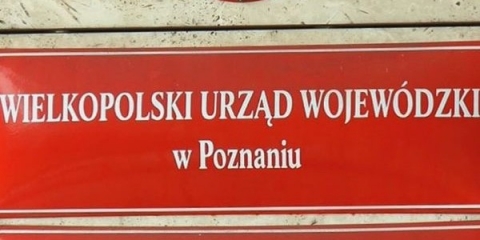 WIELKOPOLSKI URZĄD WOJEWÓDZKI
w Poznaniu